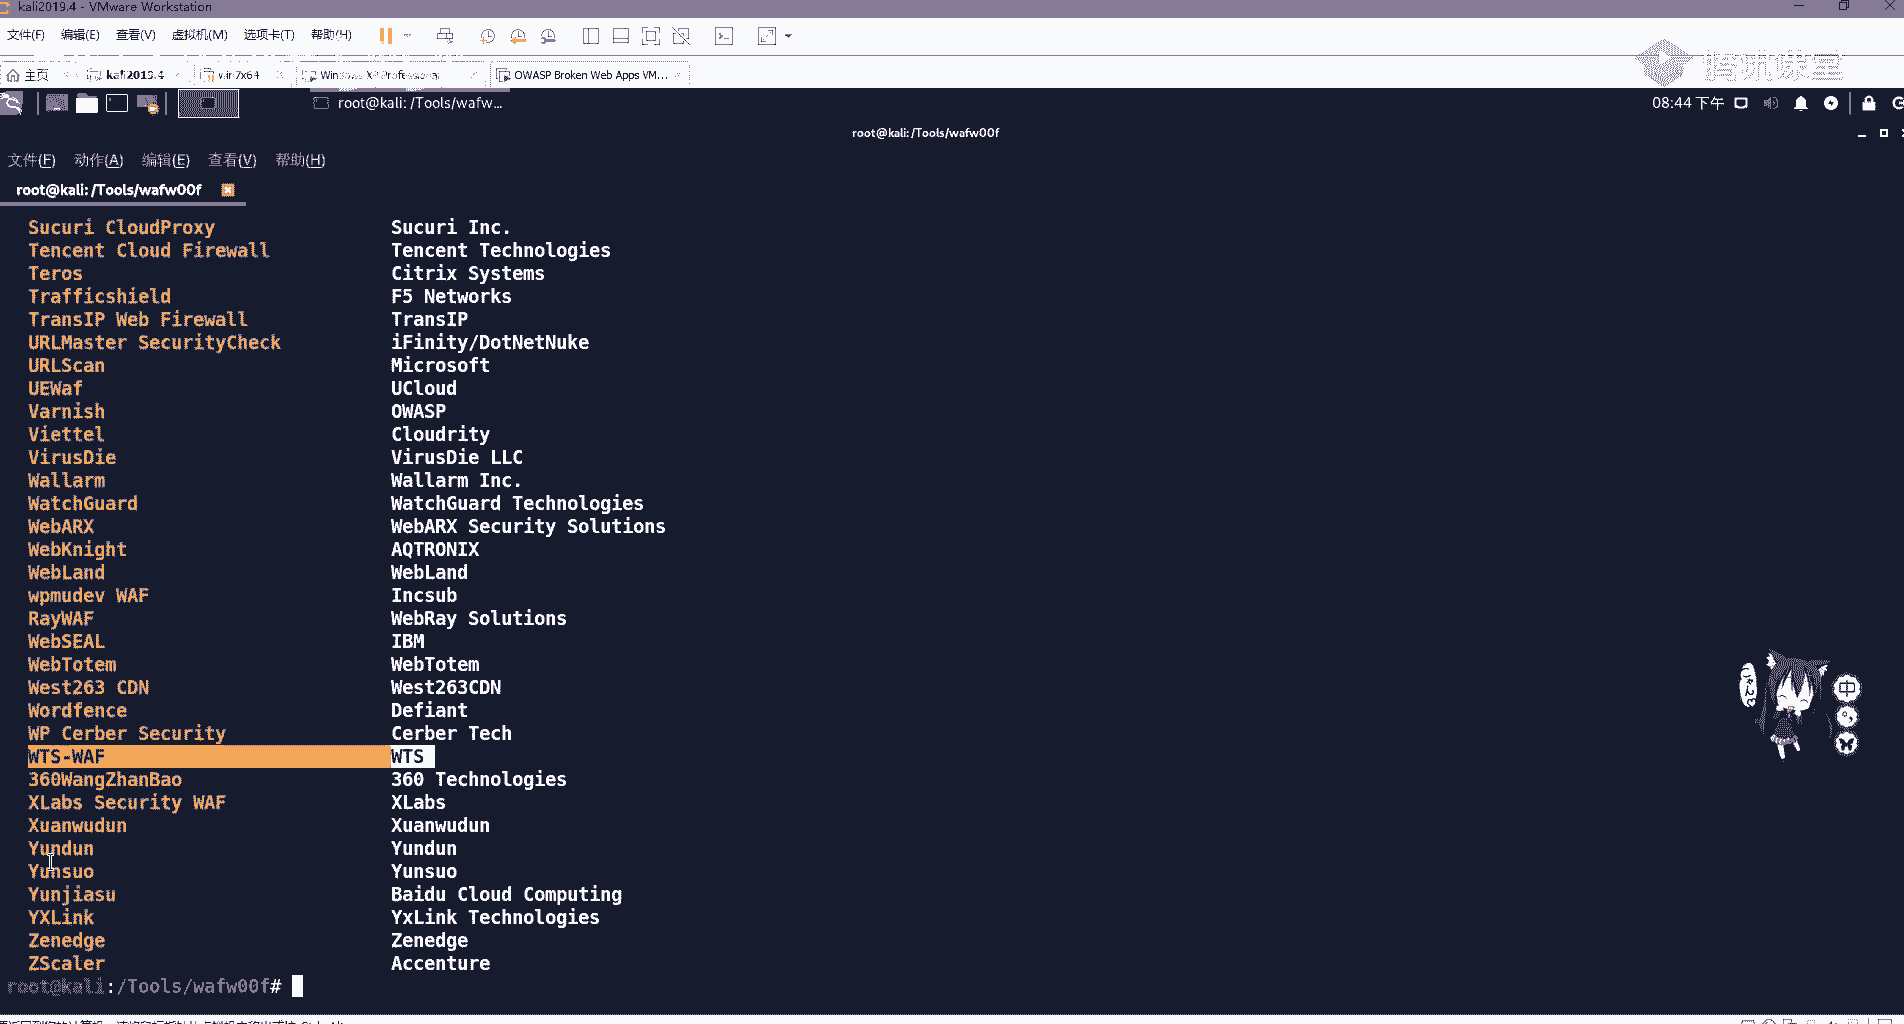 kali2019.4 - VMware Workstation
文件(F) 编辑(E) 查看(V) 虚拟机(M) 选项卡(T) 帮助(H)
主页 kali2019.4 win7x64 Windows XP Professional OWASP Broken Web Apps VM...
腾讯课堂
root@kali: /Tools/wafw... 08:44 下午
root@kali:/Tools/wafw00f
文件(F) 动作(A) 编辑(E) 查看(V) 帮助(H)
root@kali:/Tools/wafw00f
Sucuri CloudProxy Sucuri Inc.
Tencent Cloud Firewall Tencent Technologies
Teros Citrix Systems
Trafficshield F5 Networks
TransIP Web Firewall TransIP
URLMaster SecurityCheck iFinity/DotNetNuke
URLScan Microsoft
UEWaf UCloud
Varnish OWASP
Viettel Cloudrity
VirusDie VirusDie LLC
Wallarm Wallarm Inc.
WatchGuard WatchGuard Technologies
WebARX WebARX Security Solutions
WebKnight AQTRONIX
WebLand WebLand
wpmudev WAF Incsub
RayWAF WebRay Solutions
WebSEAL IBM
WebTotem WebTotem
West263 CDN West263CDN
Wordfence Defiant
WP Cerber Security Cerber Tech
WTS-WAF WTS
360WangZhanBao 360 Technologies
XLabs Security WAF XLabs
Xuanwudun Xuanwudun
Yundun Yundun
Yunsuo Yunsuo
Yunjiasu Baidu Cloud Computing
YXLink YxLink Technologies
Zenedge Zenedge
ZScaler Accenture
root@kali:/Tools/wafw00f#
中